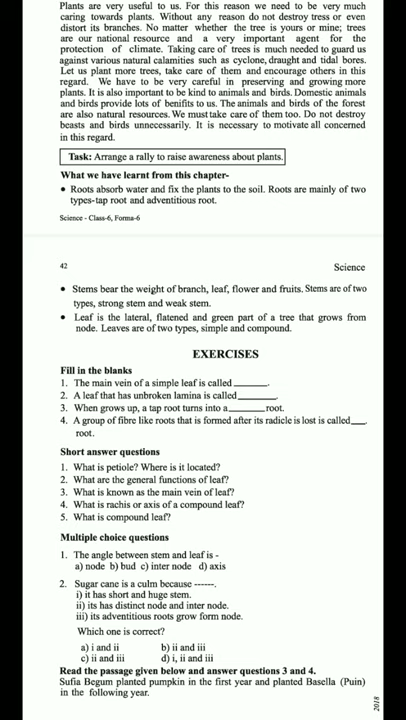 Plants are very useful to us. For this reason we need to be very much
caring towards plants. Without any reason do not destroy tress or even
distort its branches. No matter whether the tree is yours or mine; trees
are our national resource and a very important agent for the
protection of climate. Taking care of trees is much needed to guard us
against various natural calamities such as cyclone, draught and tidal bores.
Let us plant more trees, take care of them and encourage others in this
regard. We have to be very careful in preserving and growing more
plants. It is also important to be kind to animals and birds. Domestic animals
and birds provide lots of benifits to us. The animals and birds of the forest
are also natural resources. We must take care of them too. Do not destroy
beasts and birds unnecessarily. It is necessary to motivate all concerned
in this regard.
Task: Arrange a rally to raise awareness about plants.
What we have learnt from this chapter-
• Roots absorb water and fix the plants to the soil. Roots are mainly of two
types-tap root and adventitious root.
Science - Class-6, Forma-6
42 Science
• Stems bear the weight of branch, leaf, flower and fruits. Stems are of two
types, strong stem and weak stem.
• Leaf is the lateral, flatened and green part of a tree that grows from
node. Leaves are of two types, simple and compound.
EXERCISES
Fill in the blanks
1. The main vein of a simple leaf is called ______.
2. A leaf that has unbroken lamina is called______.
3. When grows up, a tap root turns into a______root.
4. A group of fibre like roots that is formed after its radicle is lost is called___.
root.
Short answer questions
1. What is petiole? Where is it located?
2. What are the general functions of leaf?
3. What is known as the main vein of leaf?
4. What is rachis or axis of a compound leaf?
5. What is compound leaf?
Multiple choice questions
1. The angle between stem and leaf is -
a) node b) bud c) inter node d) axis
2. Sugar cane is a culm because ------.
i) it has short and huge stem.
ii) its has distinct node and inter node.
iii) its adventitious roots grow form node.
Which one is correct?
a) i and ii b) ii and iii
c) ii and iii d) i, ii and iii
Read the passage given below and answer questions 3 and 4.
Sufia Begum planted pumpkin in the first year and planted Basella (Puin)
in the following year.
2018